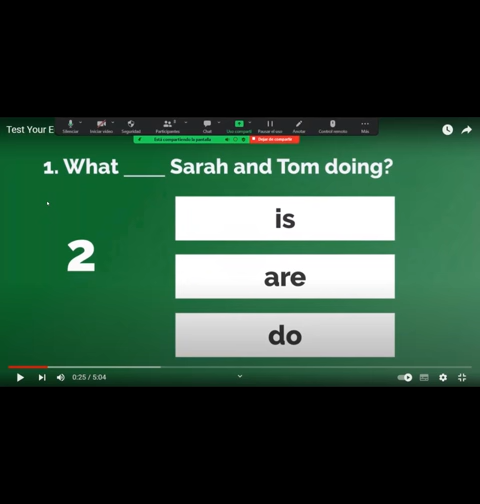 Test Your E
Silenciar Iniciar video Seguridad Participantes 3 Chat Pausar el uso Anotar Control remoto Más
Está compartiendo la pantalla Dejar de compartir
1. What ____ Sarah and Tom doing?
2
is
are
do
0:25 / 5:04